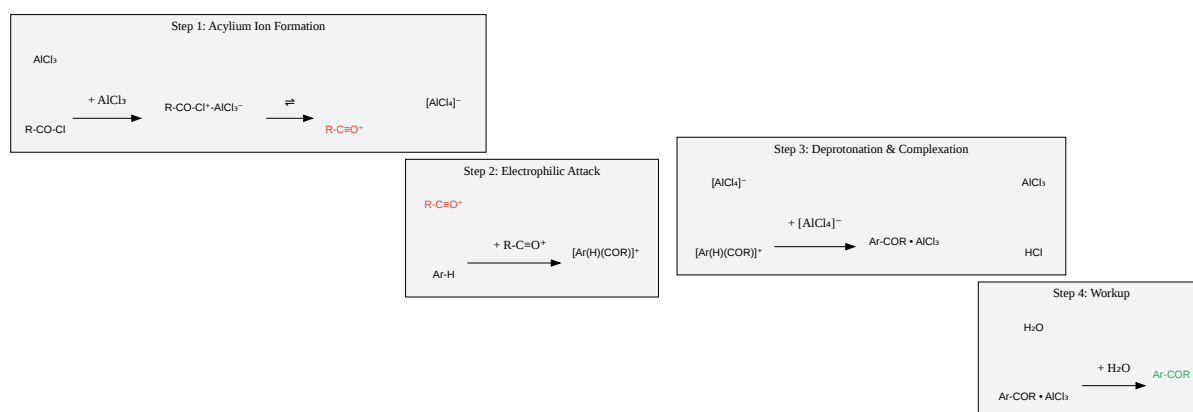 Step 1: Acylium Ion Formation
AlCl₃
+ AlCl₃
R-CO-Cl⁺-AlCl₃⁻
⇌
[AlCl₄]⁻
R-CO-Cl
R-C≡O⁺
Step 2: Electrophilic Attack
R-C≡O⁺
+ R-C≡O⁺
[Ar(H)(COR)]⁺
Ar-H
Step 3: Deprotonation & Complexation
[AlCl₄]⁻
AlCl₃
+ [AlCl₄]⁻
Ar-COR • AlCl₃
[Ar(H)(COR)]⁺
HCl
Step 4: Workup
H₂O
+ H₂O
Ar-COR
Ar-COR • AlCl₃